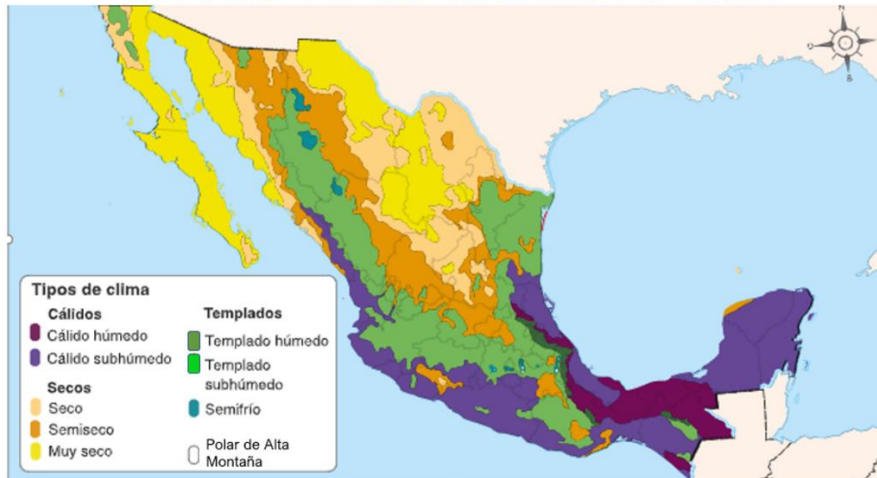 Tipos de clima
Cálidos
Cálido húmedo
Cálido subhúmedo
Secos
Seco
Semiseco
Muy seco
Templados
Templado húmedo
Templado
subhúmedo
Semifrío
Polar de Alta
Montaña